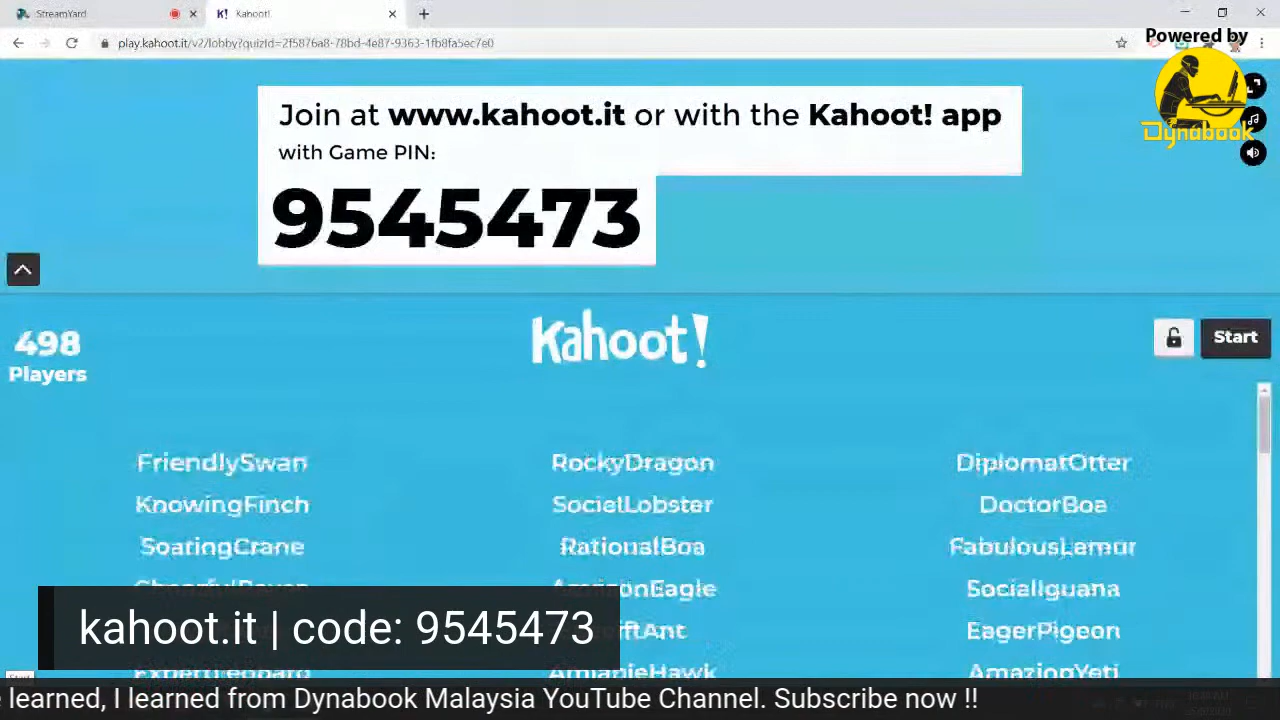 StreamYard
K! Kahoot!
play.kahoot.it/v2/lobby?quizId=2f5876a8-78bd-4e87-9363-1fb8fa5ec7e0
Powered by
Dynabook
Join at www.kahoot.it or with the Kahoot! app
with Game PIN:
9545473
498
Players
Kahoot!
Start
FriendlySwan RockyDragon DiplomatOtter
KnowingFinch SocialLobster DoctorBoa
SoaringCrane RationalBoa FabulousLemur
AmazonEagle SocialIguana
EagerPigeon
AmiableHawk AmazingYeti
kahoot.it | code: 9545473
learned, I learned from Dynabook Malaysia YouTube Channel. Subscribe now !!